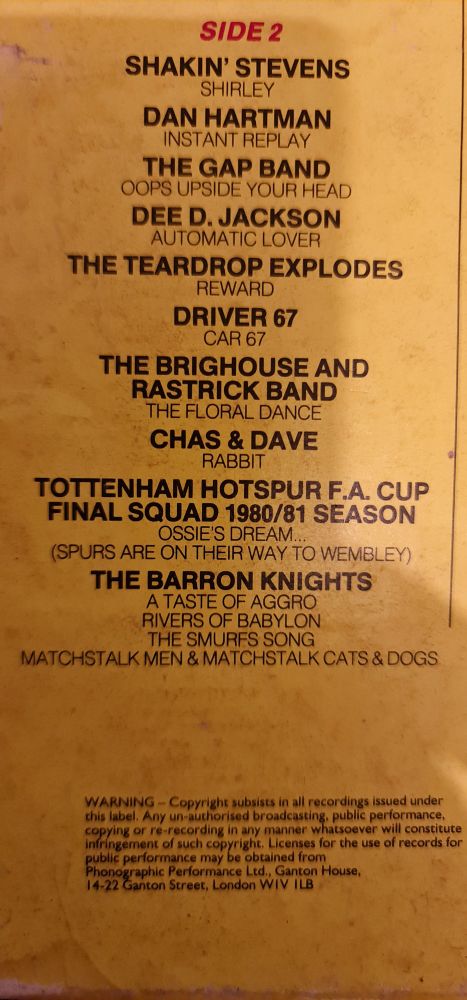 SIDE 2
SHAKIN' STEVENS
SHIRLEY
DAN HARTMAN
INSTANT REPLAY
THE GAP BAND
OOPS UPSIDE YOUR HEAD
DEE D. JACKSON
AUTOMATIC LOVER
THE TEARDROP EXPLODES
REWARD
DRIVER 67
CAR 67
THE BRIGHOUSE AND
RASTRICK BAND
THE FLORAL DANCE
CHAS & DAVE
RABBIT
TOTTENHAM HOTSPUR F.A. CUP
FINAL SQUAD 1980/81 SEASON
OSSIE'S DREAM...
(SPURS ARE ON THEIR WAY TO WEMBLEY)
THE BARRON KNIGHTS
A TASTE OF AGGRO
RIVERS OF BABYLON
THE SMURFS SONG
MATCHSTALK MEN & MATCHSTALK CATS & DOGS
WARNING – Copyright subsists in all recordings issued under
this label. Any un-authorised broadcasting, public performance,
copying or re-recording in any manner whatsoever will constitute
infringement of such copyright. Licenses for the use of records for
public performance may be obtained from
Phonographic Performance Ltd., Ganton House,
14-22 Ganton Street, London W1V 1LB